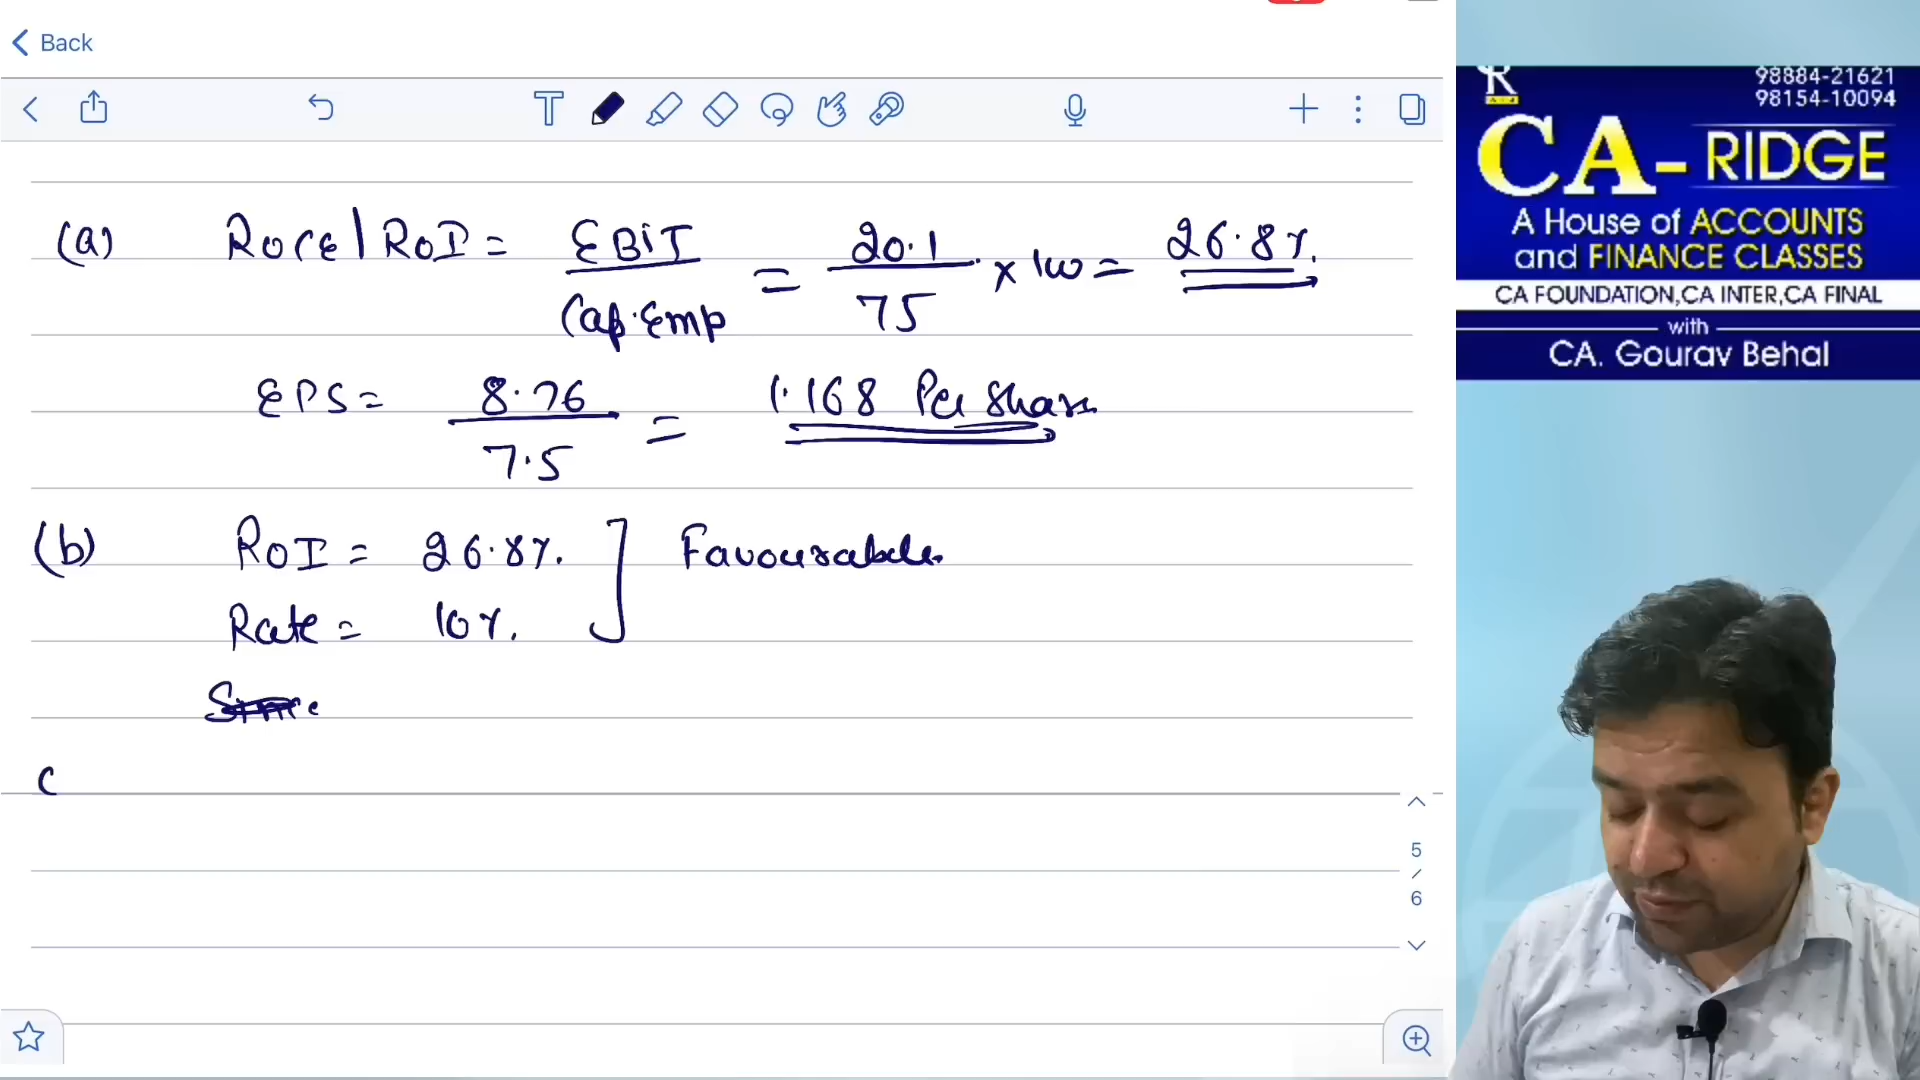 Back
(a) ROCE | ROI = EBIT / Cap. Emp = 20.1 / 75 × 100 = 26.8%
EPS = 8.76 / 7.5 = 1.168 Per Share
(b) ROI = 26.8% ] Favourable
Rate = 10%
C
5
/
6
R
98884-21621
98154-10094
CA-RIDGE
A House of ACCOUNTS
and FINANCE CLASSES
CA FOUNDATION,CA INTER,CA FINAL
with
CA. Gourav Behal